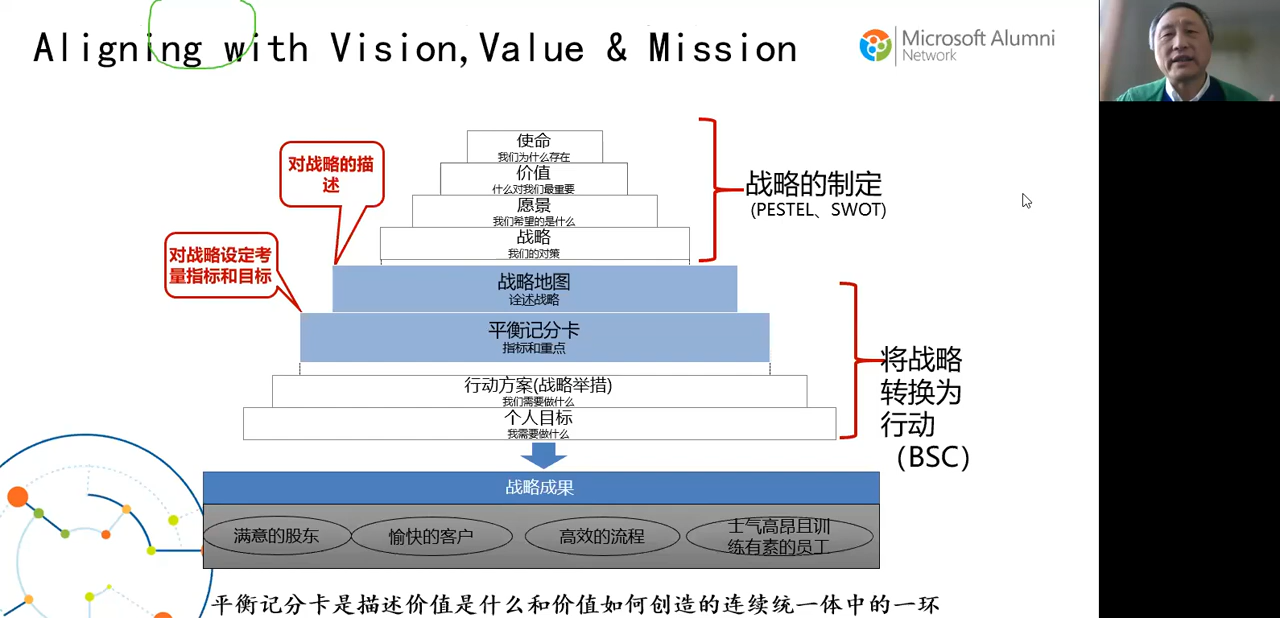 Aligning with Vision,Value & Mission
Microsoft Alumni
Network
使命
我们为什么存在
价值
什么对我们最重要
愿景
我们希望的是什么
战略
我们的对策
对战略的描
述
对战略设定考
量指标和目标
战略的制定
(PESTEL、SWOT)
战略地图
诠述战略
平衡记分卡
指标和重点
行动方案(战略举措)
我们需要做什么
个人目标
我需要做什么
将战略
转换为
行动
（BSC）
战略成果
满意的股东
愉快的客户
高效的流程
士气高昂且训
练有素的员工
平衡记分卡是描述价值是什么和价值如何创造的连续统一体中的一环